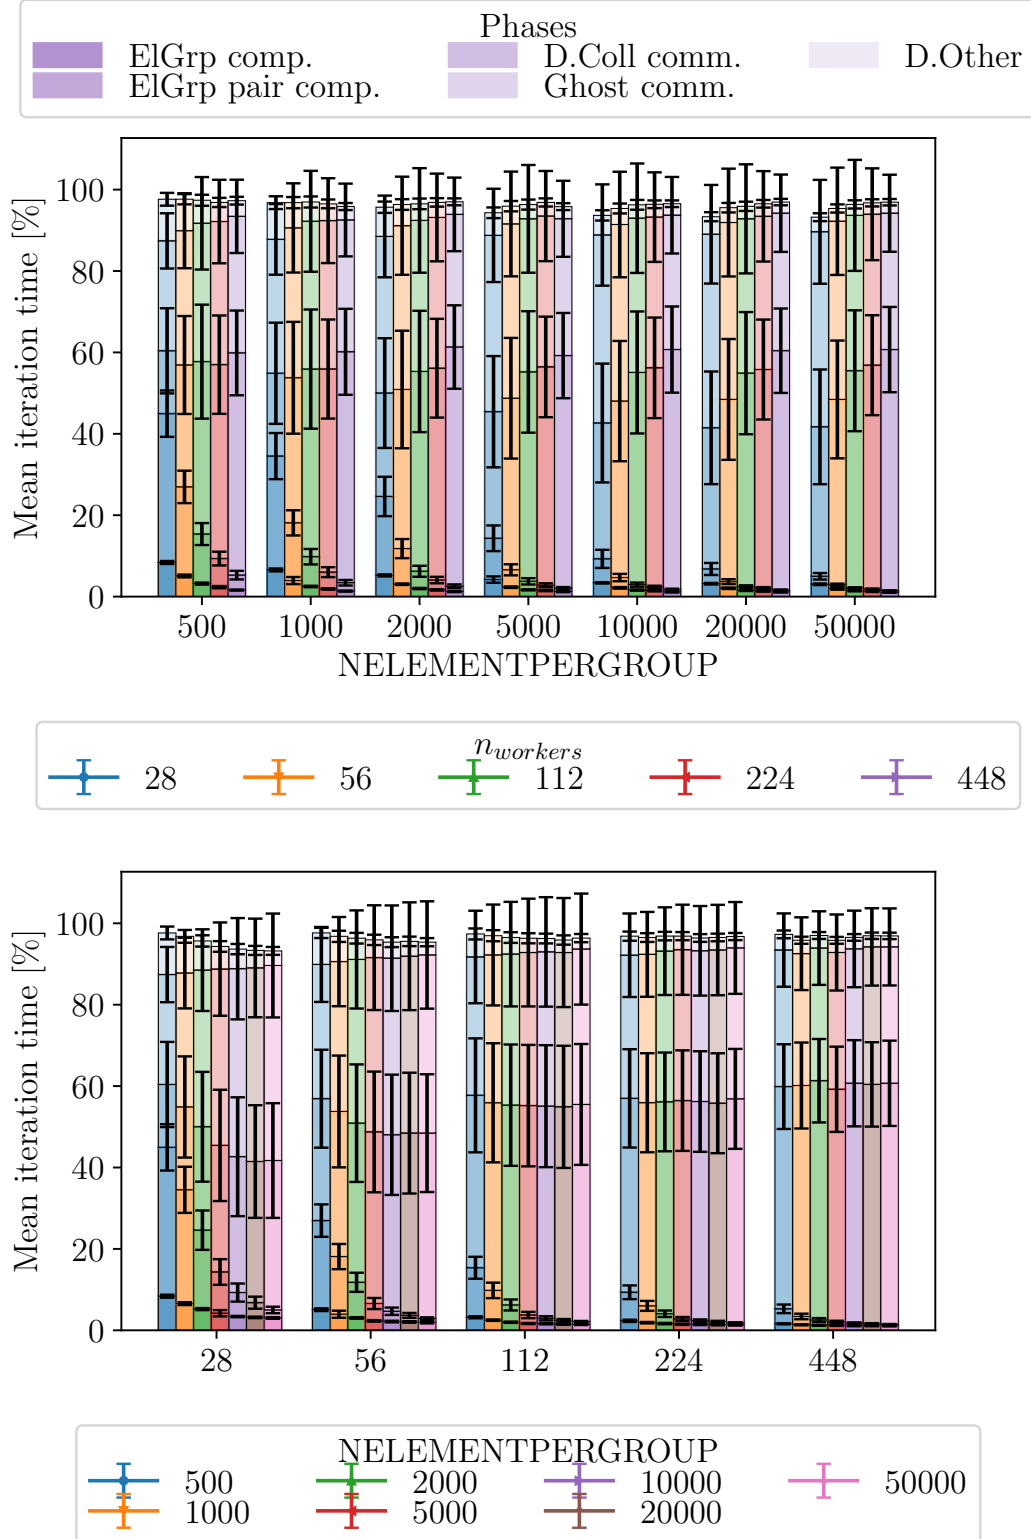 Phases
ElGrp comp. D.Coll comm. D.Other
ElGrp pair comp. Ghost comm.
Mean iteration time [%]
100
80
60
40
20
0
500 1000 2000 5000 10000 20000 50000
NELEMENTPERGROUP
n_workers
28 56 112 224 448
Mean iteration time [%]
100
80
60
40
20
0
28 56 112 224 448
NELEMENTPERGROUP
500 2000 10000 50000
1000 5000 20000